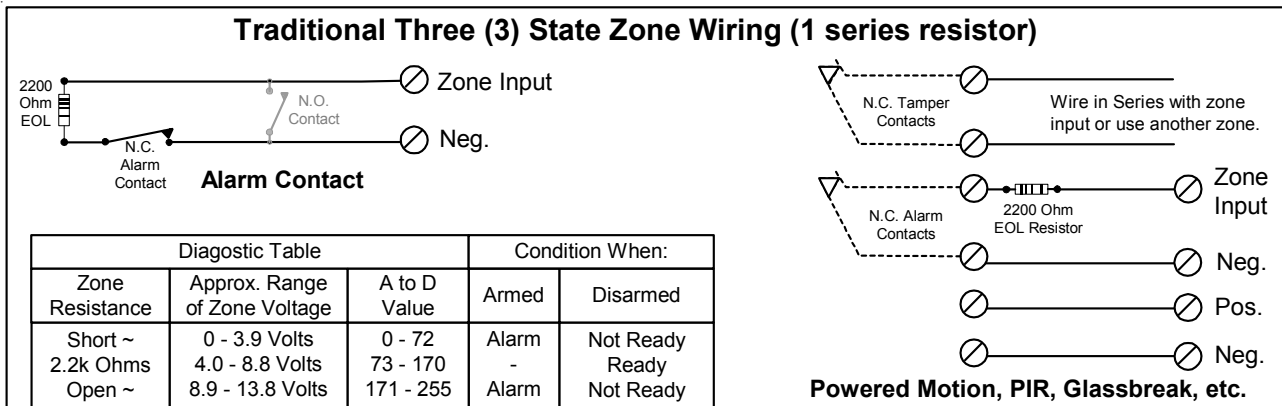 Traditional Three (3) State Zone Wiring (1 series resistor)
2200
Ohm
EOL
N.O.
Contact
Zone Input
N.C.
Alarm
Contact
Neg.
Alarm Contact
N.C. Tamper
Contacts
Wire in Series with zone
input or use another zone.
N.C. Alarm
Contacts
2200 Ohm
EOL Resistor
Zone
Input
Neg.
Pos.
Neg.
Powered Motion, PIR, Glassbreak, etc.
Diagostic Table Condition When:
Zone Resistance Approx. Range of Zone Voltage A to D Value Armed Disarmed
Short ~ 0 - 3.9 Volts 0 - 72 Alarm Not Ready
2.2k Ohms 4.0 - 8.8 Volts 73 - 170 - Ready
Open ~ 8.9 - 13.8 Volts 171 - 255 Alarm Not Ready